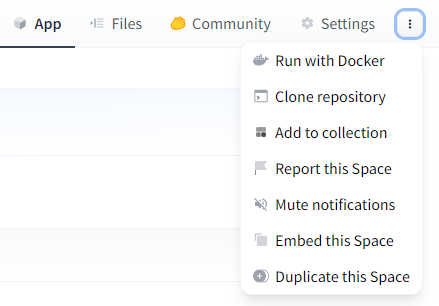 App
Files
Community
Settings
Run with Docker
Clone repository
Add to collection
Report this Space
Mute notifications
Embed this Space
Duplicate this Space